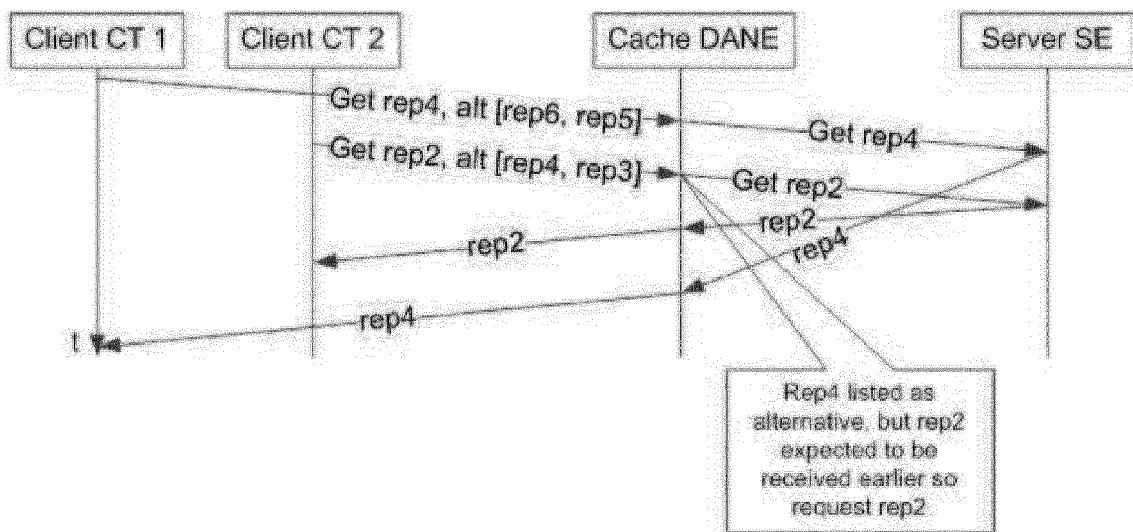 Client CT 1
Client CT 2
Cache DANE
Server SE
Get rep4, alt [rep6, rep5]
Get rep4
Get rep2, alt [rep4, rep3]
Get rep2
rep2
rep2
rep4
rep4
t
Rep4 listed as
alternative, but rep2
expected to be
received earlier so
request rep2